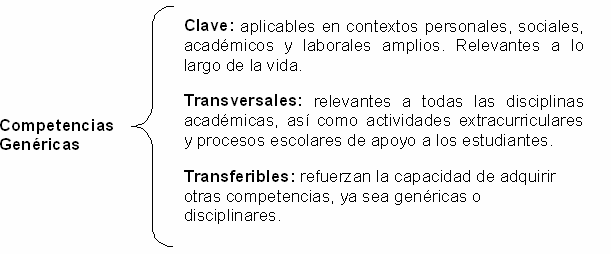 Competencias
Genéricas
Clave: aplicables en contextos personales, sociales,
académicos y laborales amplios. Relevantes a lo
largo de la vida.
Transversales: relevantes a todas las disciplinas
académicas, así como actividades extracurriculares
y procesos escolares de apoyo a los estudiantes.
Transferibles: refuerzan la capacidad de adquirir
otras competencias, ya sea genéricas o
disciplinares.